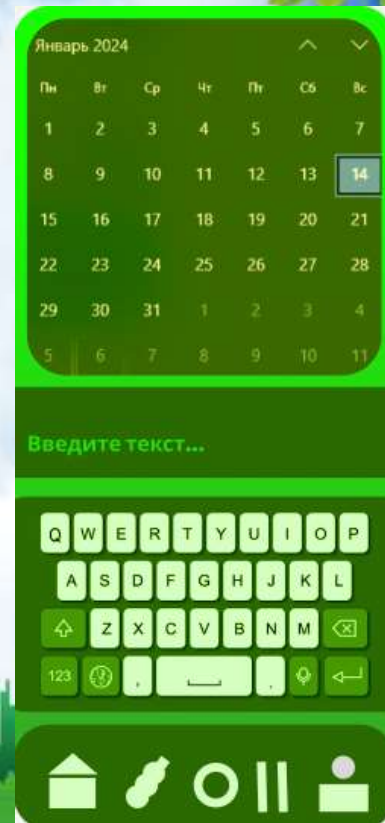 Январь 2024
Пн Вт Ср Чт Пт Сб Вс
1 2 3 4 5 6 7
8 9 10 11 12 13 14
15 16 17 18 19 20 21
22 23 24 25 26 27 28
29 30 31 1 2 3 4
5 6 7 8 9 10 11
Введите текст...
Q W E R T Y U I O P
A S D F G H J K L
Z X C V B N M
123 , .